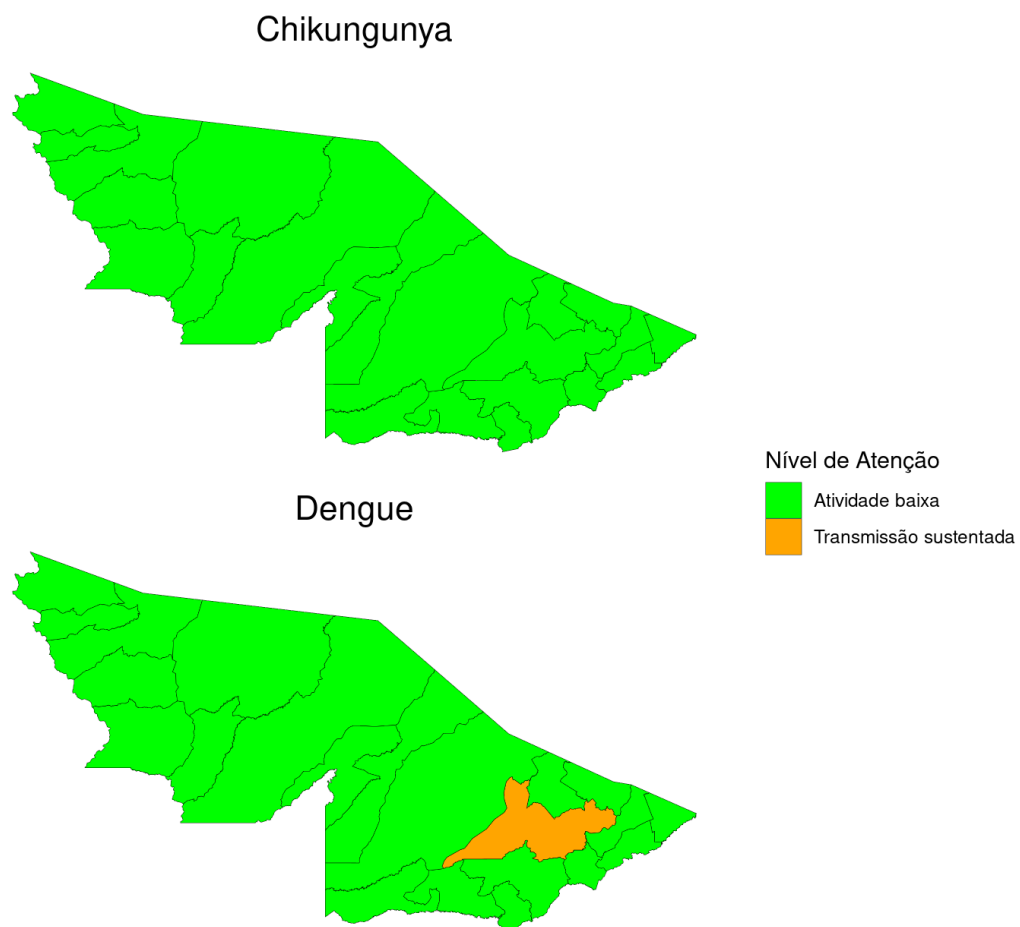 Chikungunya
Dengue
Nível de Atenção
Atividade baixa
Transmissão sustentada